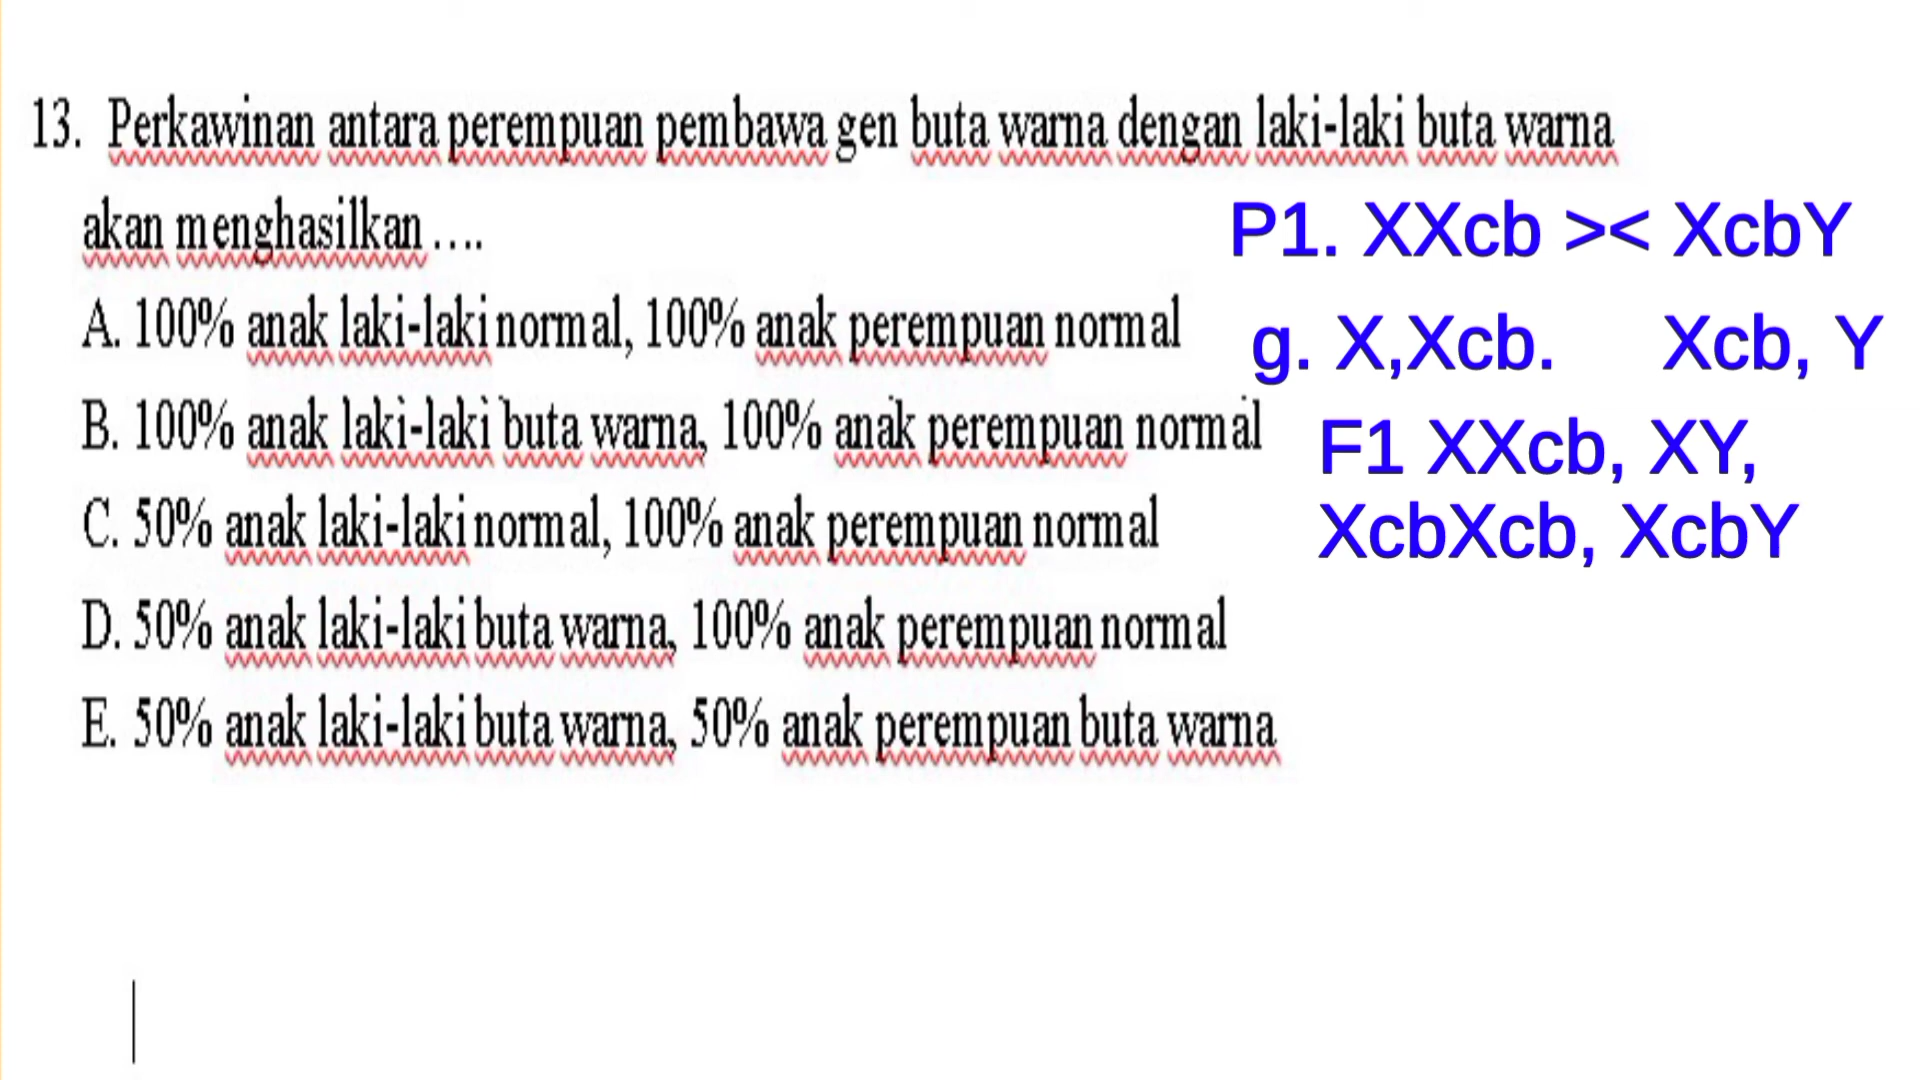 13. Perkawinan antara perempuan pembawa gen buta warna dengan laki-laki buta warna
akan menghasilkan ....
A. 100% anak laki-laki normal, 100% anak perempuan normal
B. 100% anak laki-laki buta warna, 100% anak perempuan normal
C. 50% anak laki-laki normal, 100% anak perempuan normal
D. 50% anak laki-laki buta warna, 100% anak perempuan normal
E. 50% anak laki-laki buta warna, 50% anak perempuan buta warna
P1. XXcb >< XcbY
g. X,Xcb. Xcb, Y
F1 XXcb, XY,
XcbXcb, XcbY